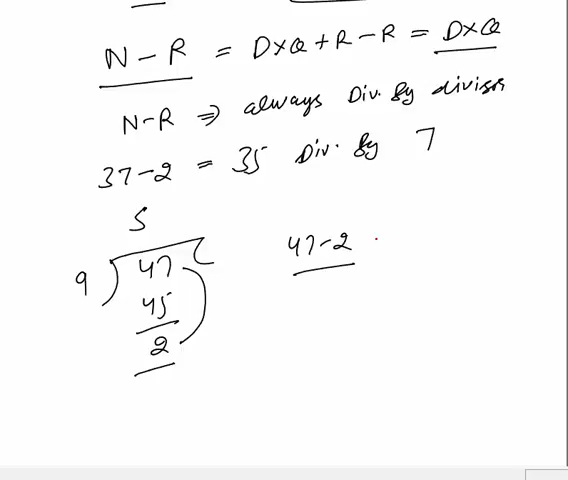 N - R = D×Q + R - R = D×Q
N-R ⇒ always Div. by divisor
37-2 = 35 Div. By 7
5
9 ) 47
47-2
45
2